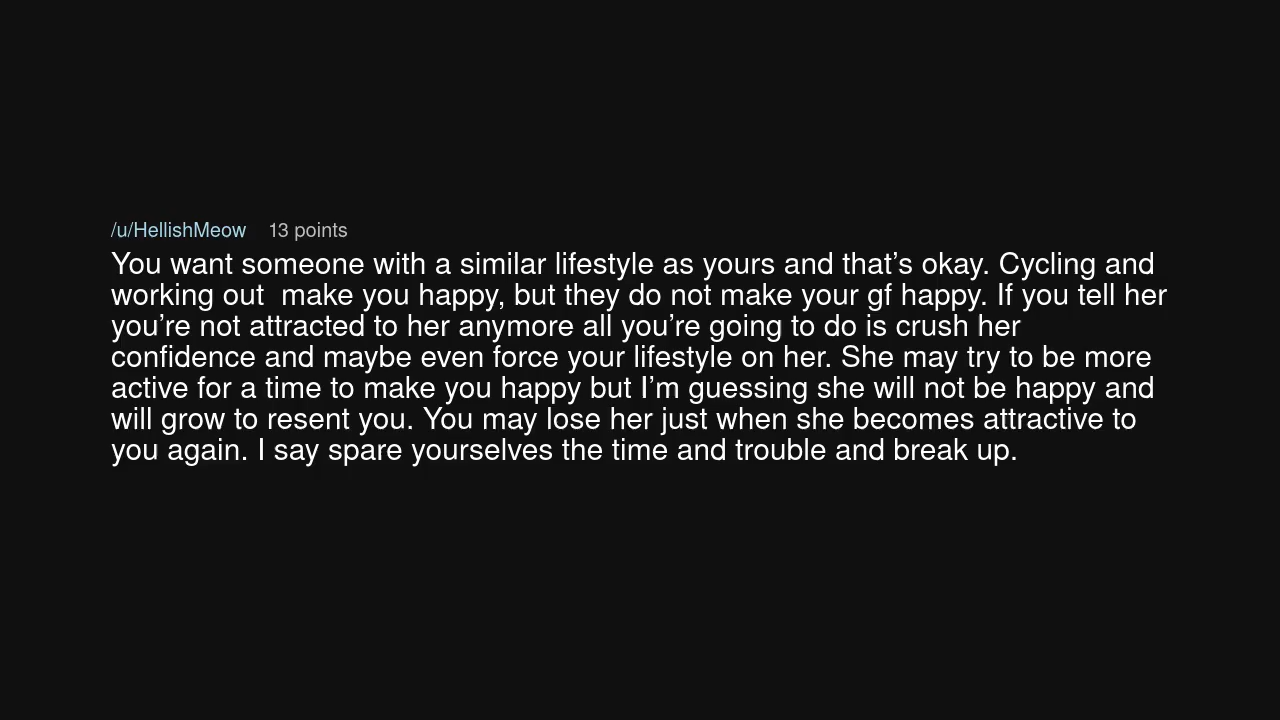 /u/HellishMeow 13 points
You want someone with a similar lifestyle as yours and that’s okay. Cycling and
working out  make you happy, but they do not make your gf happy. If you tell her
you’re not attracted to her anymore all you’re going to do is crush her
confidence and maybe even force your lifestyle on her. She may try to be more
active for a time to make you happy but I’m guessing she will not be happy and
will grow to resent you. You may lose her just when she becomes attractive to
you again. I say spare yourselves the time and trouble and break up.